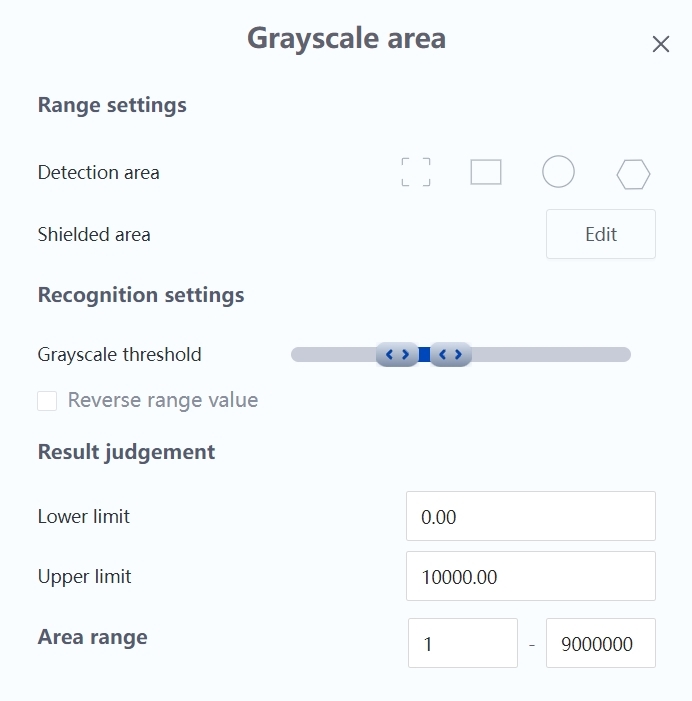 Grayscale area
Range settings
Detection area
Shielded area
Edit
Recognition settings
Grayscale threshold
Reverse range value
Result judgement
Lower limit
0.00
Upper limit
10000.00
Area range
1 - 9000000